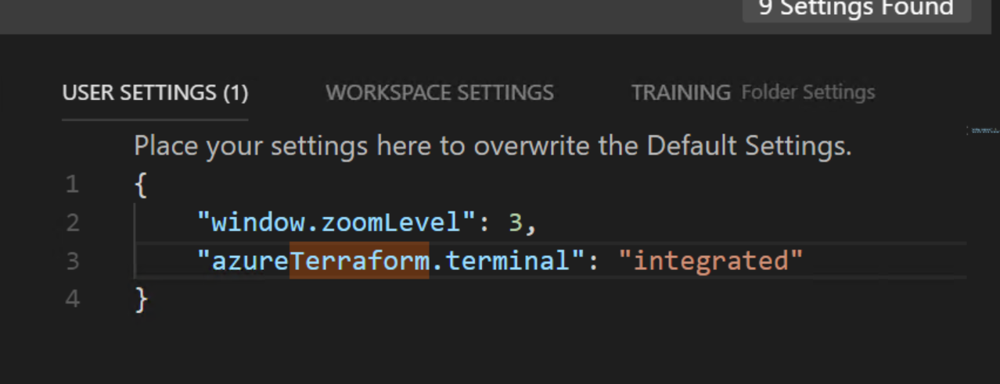 9 Settings Found
USER SETTINGS (1) WORKSPACE SETTINGS TRAINING Folder Settings
Place your settings here to overwrite the Default Settings.
1 {
2 "window.zoomLevel": 3,
3 "azureTerraform.terminal": "integrated"
4 }